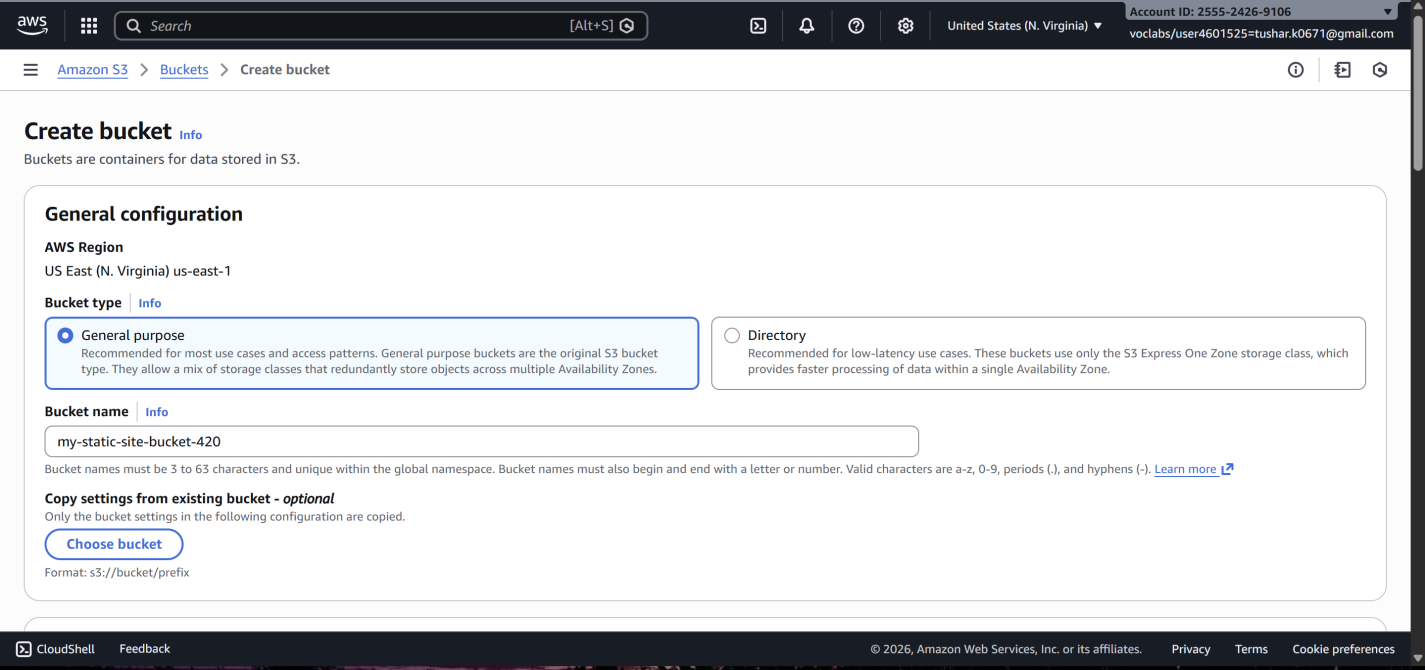 aws
Search [Alt+S]
United States (N. Virginia) ▼
Account ID: 2555-2426-9106 ▼
voclabs/user4601525=tushar.k0671@gmail.com
Amazon S3 > Buckets > Create bucket
Create bucket Info
Buckets are containers for data stored in S3.
General configuration
AWS Region
US East (N. Virginia) us-east-1
Bucket type Info
General purpose
Recommended for most use cases and access patterns. General purpose buckets are the original S3 bucket
type. They allow a mix of storage classes that redundantly store objects across multiple Availability Zones.
Directory
Recommended for low-latency use cases. These buckets use only the S3 Express One Zone storage class, which
provides faster processing of data within a single Availability Zone.
Bucket name Info
my-static-site-bucket-420
Bucket names must be 3 to 63 characters and unique within the global namespace. Bucket names must also begin and end with a letter or number. Valid characters are a-z, 0-9, periods (.), and hyphens (-). Learn more
Copy settings from existing bucket - optional
Only the bucket settings in the following configuration are copied.
Choose bucket
Format: s3://bucket/prefix
CloudShell Feedback © 2026, Amazon Web Services, Inc. or its affiliates. Privacy Terms Cookie preferences